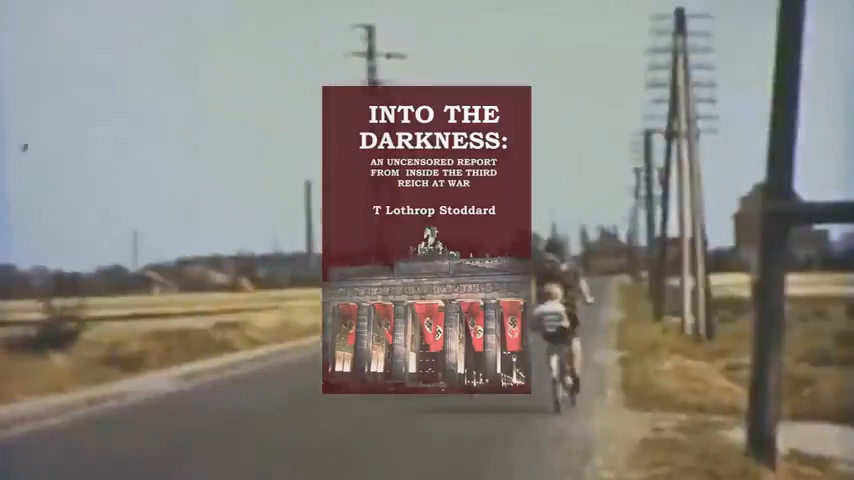 INTO THE
DARKNESS:
AN UNCENSORED REPORT
FROM INSIDE THE THIRD
REICH AT WAR
T Lothrop Stoddard